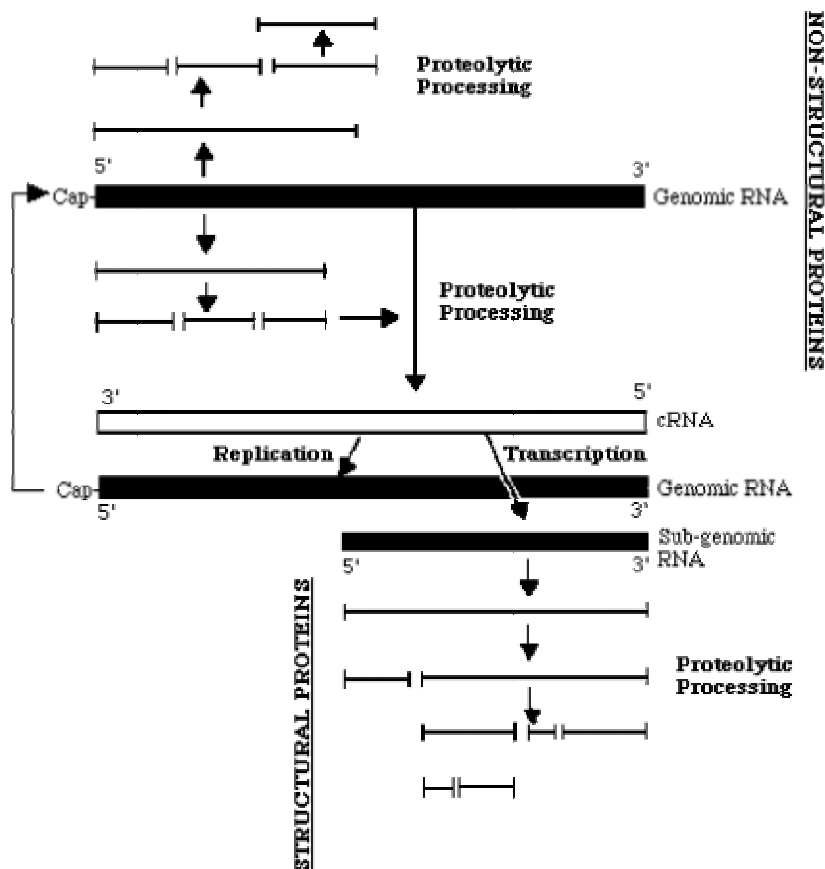 Proteolytic
Processing
NON-STRUCTURAL PROTEINS
5'
3'
Cap
Genomic RNA
Proteolytic
Processing
3'
5'
cRNA
Replication
Transcription
Cap
Genomic RNA
5'
3'
Sub-genomic
RNA
5'
3'
STRUCTURAL PROTEINS
Proteolytic
Processing